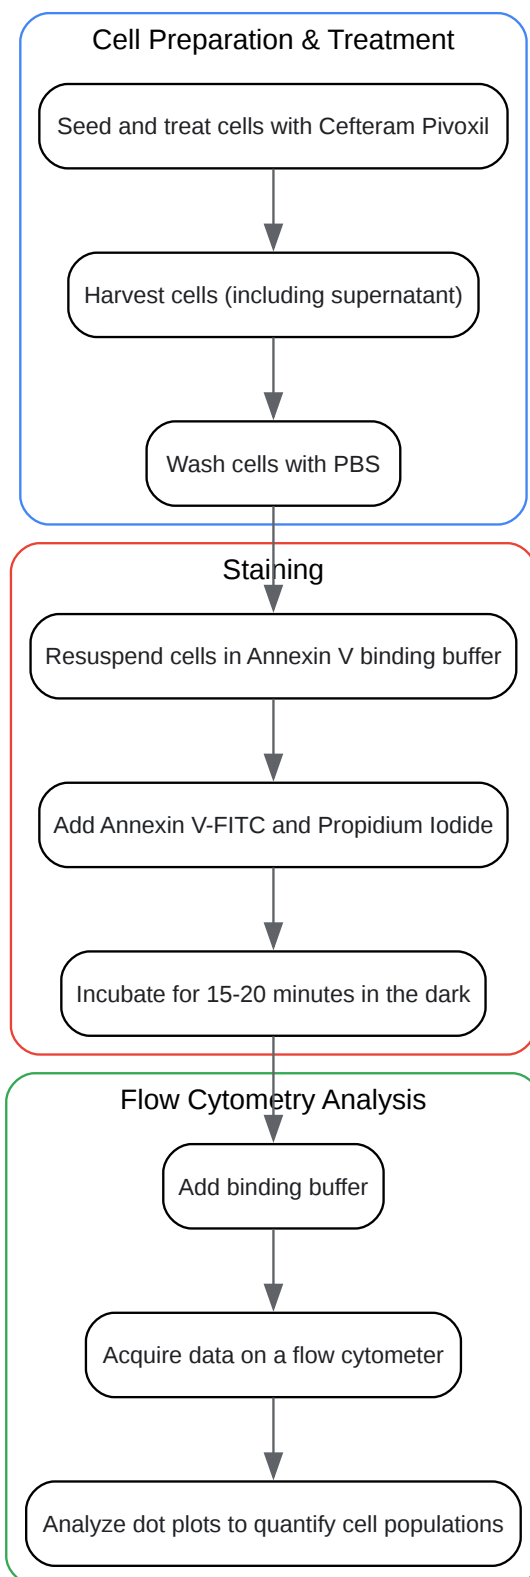 Cell Preparation & Treatment
Seed and treat cells with Cefteram Pivoxil
Harvest cells (including supernatant)
Wash cells with PBS
Staining
Resuspend cells in Annexin V binding buffer
Add Annexin V-FITC and Propidium Iodide
Incubate for 15-20 minutes in the dark
Flow Cytometry Analysis
Add binding buffer
Acquire data on a flow cytometer
Analyze dot plots to quantify cell populations